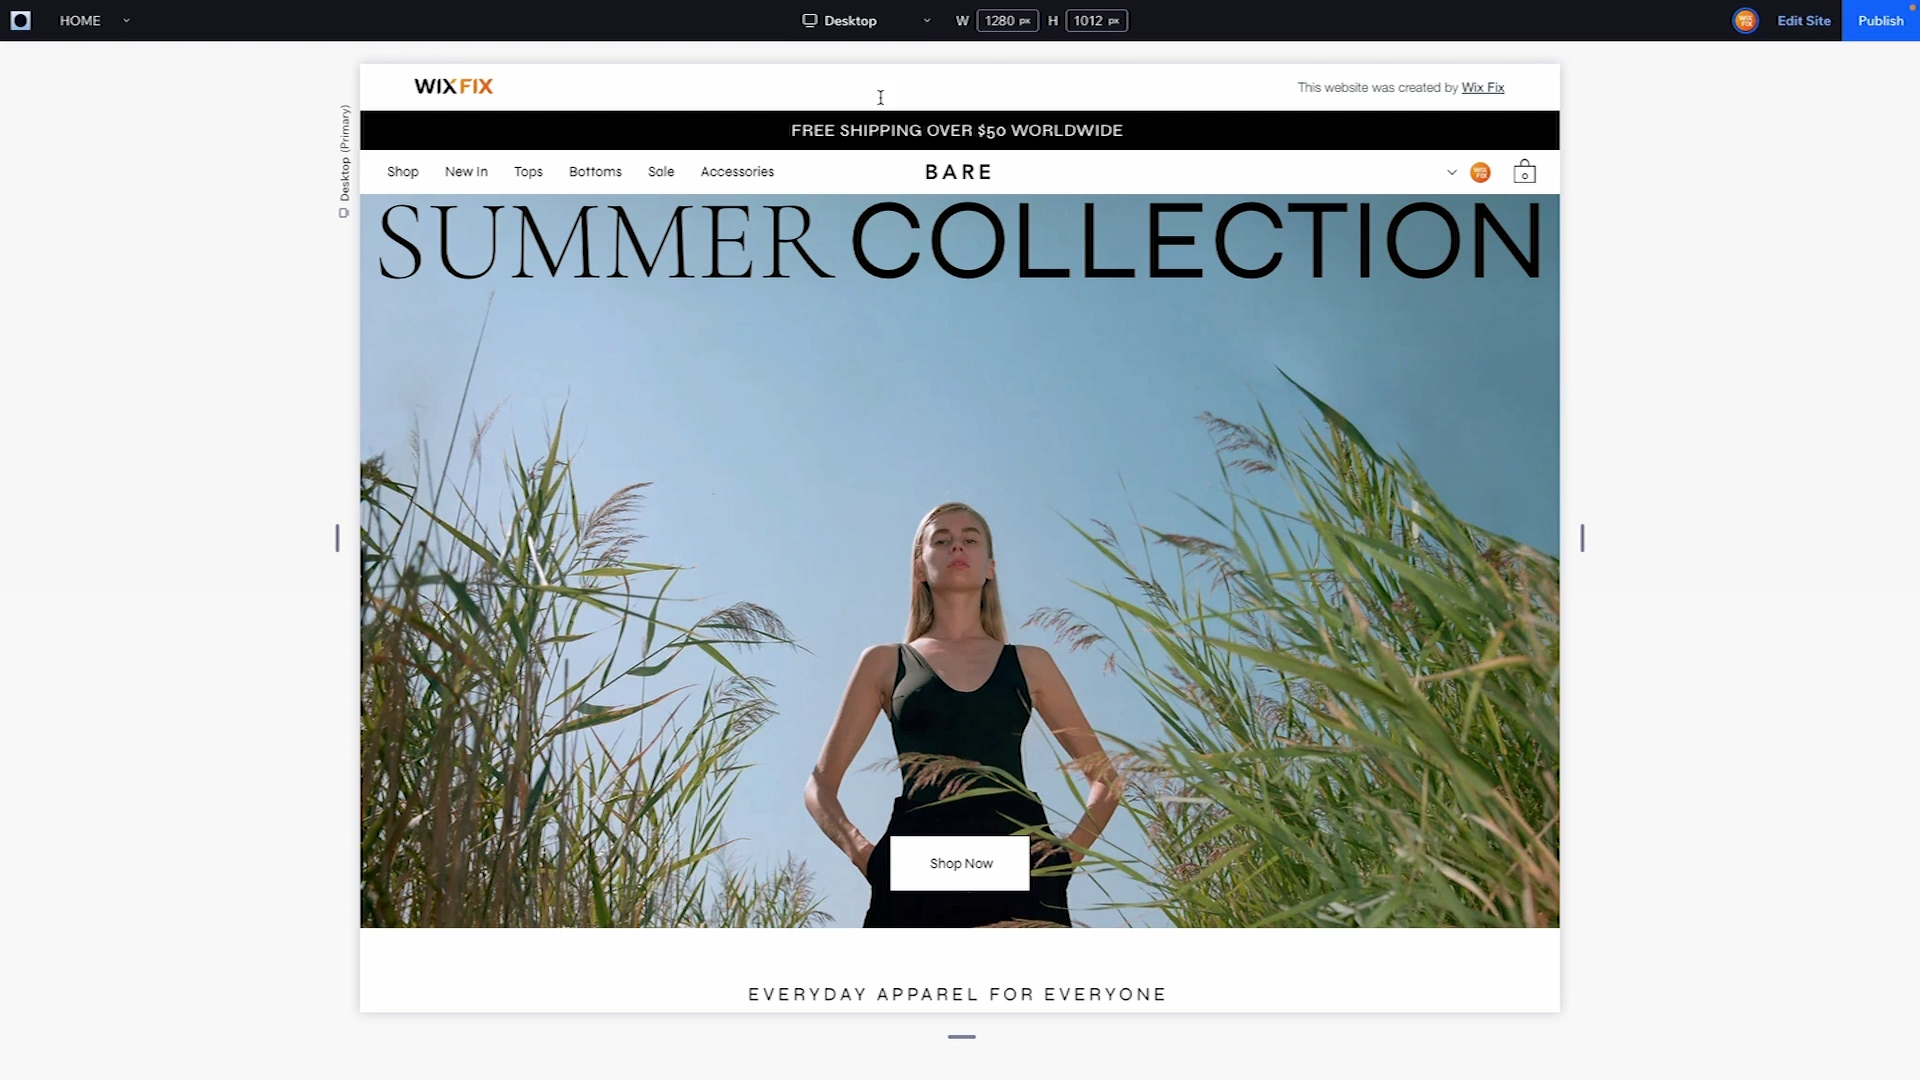 HOME
Desktop
W 1280 px H 1012 px
Edit Site
Publish
WIX FIX
This website was created by Wix Fix
Desktop (Primary)
FREE SHIPPING OVER $50 WORLDWIDE
Shop New In Tops Bottoms Sale Accessories
BARE
WIX FIX
0
SUMMER COLLECTION
Shop Now
EVERYDAY APPAREL FOR EVERYONE